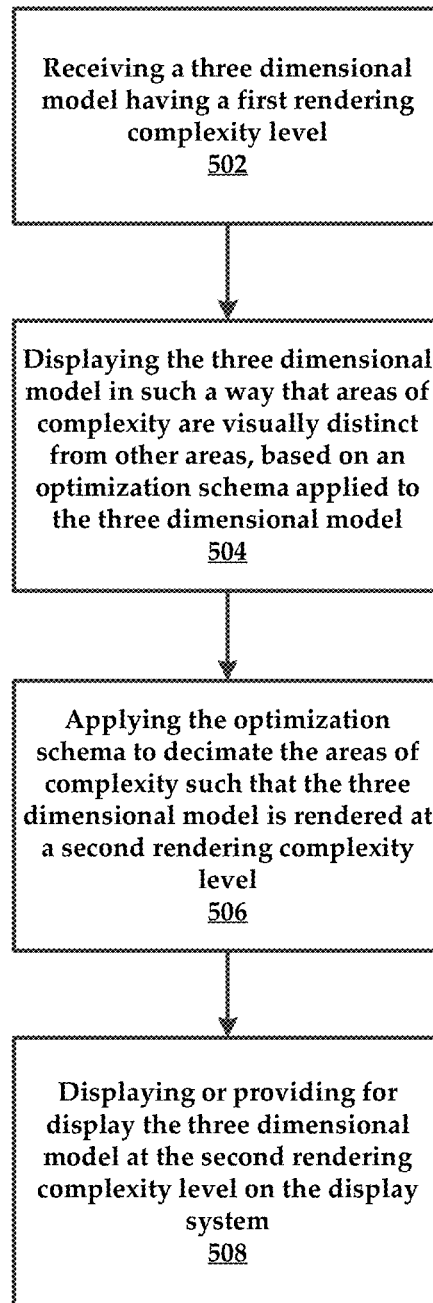 Receiving a three dimensional
model having a first rendering
complexity level
502
Displaying the three dimensional
model in such a way that areas of
complexity are visually distinct
from other areas, based on an
optimization schema applied to
the three dimensional model
504
Applying the optimization
schema to decimate the areas of
complexity such that the three
dimensional model is rendered at
a second rendering complexity
level
506
Displaying or providing for
display the three dimensional
model at the second rendering
complexity level on the display
system
508